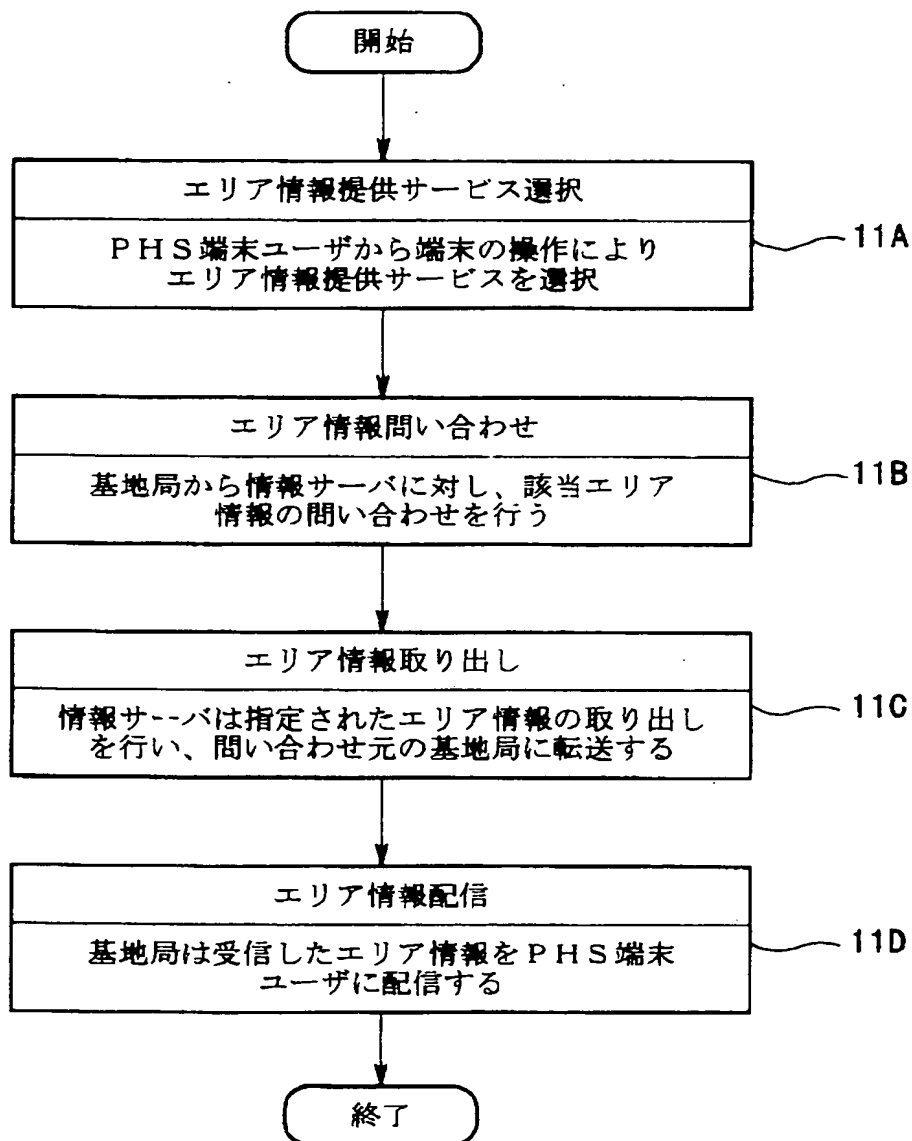 開始
エリア情報提供サービス選択
PHS端末ユーザから端末の操作により
エリア情報提供サービスを選択
11A
エリア情報問い合わせ
基地局から情報サーバに対し、該当エリア
情報の問い合わせを行う
11B
エリア情報取り出し
情報サーバは指定されたエリア情報の取り出し
を行い、問い合わせ元の基地局に転送する
11C
エリア情報配信
基地局は受信したエリア情報をPHS端末
ユーザに配信する
11D
終了